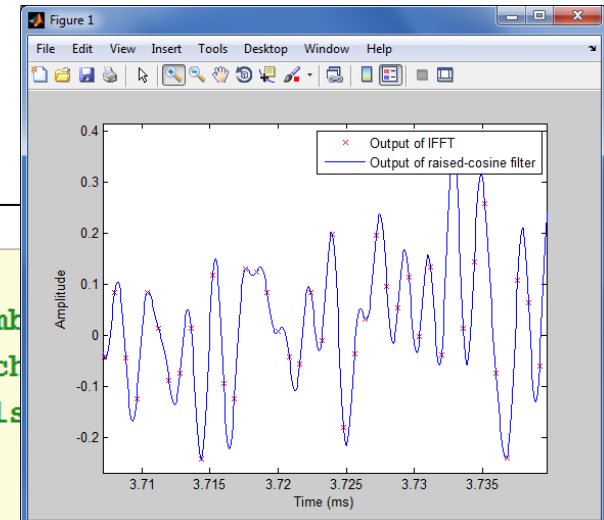 Figure 1
File Edit View Insert Tools Desktop Window Help
Output of IFFT
Output of raised-cosine filter
0.4
0.3
0.2
0.1
0
-0.1
-0.2
Amplitude
3.71 3.715 3.72 3.725 3.73 3.735
Time (ms)